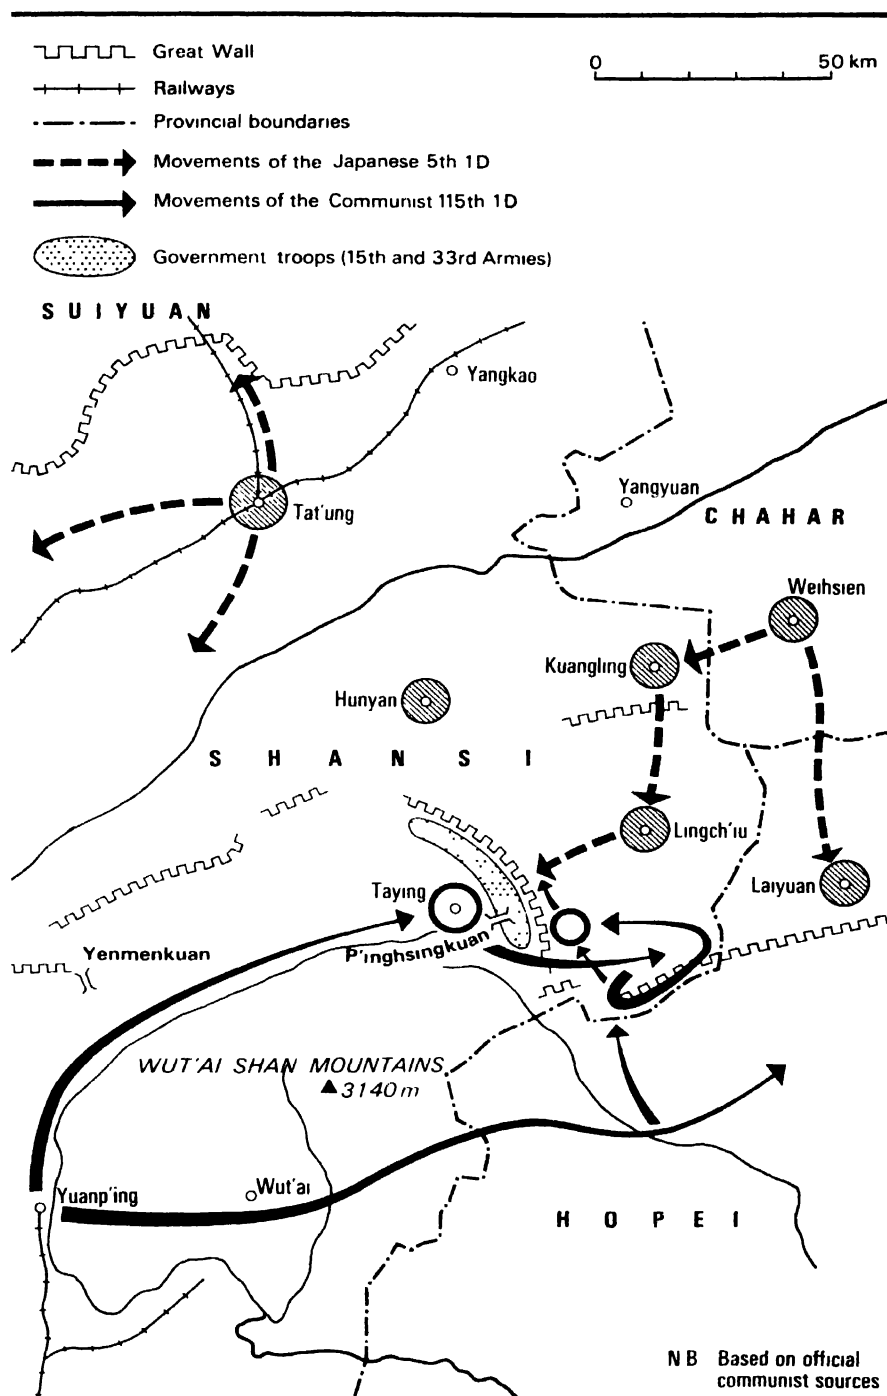 Great Wall
0 50 km
Railways
Provincial boundaries
Movements of the Japanese 5th 1D
Movements of the Communist 115th 1D
Government troops (15th and 33rd Armies)
SUIYUAN
Yangkao
Yangyuan
Tat'ung
CHAHAR
Weihsien
Kuangling
Hunyan
SHANSI
Lingch'iu
Laiyuan
Taying
Yenmenkuan
P'inghsingkuan
WUT'AI SHAN MOUNTAINS
▲ 3140 m
Yuanp'ing
Wut'ai
HOPEI
NB Based on official
communist sources